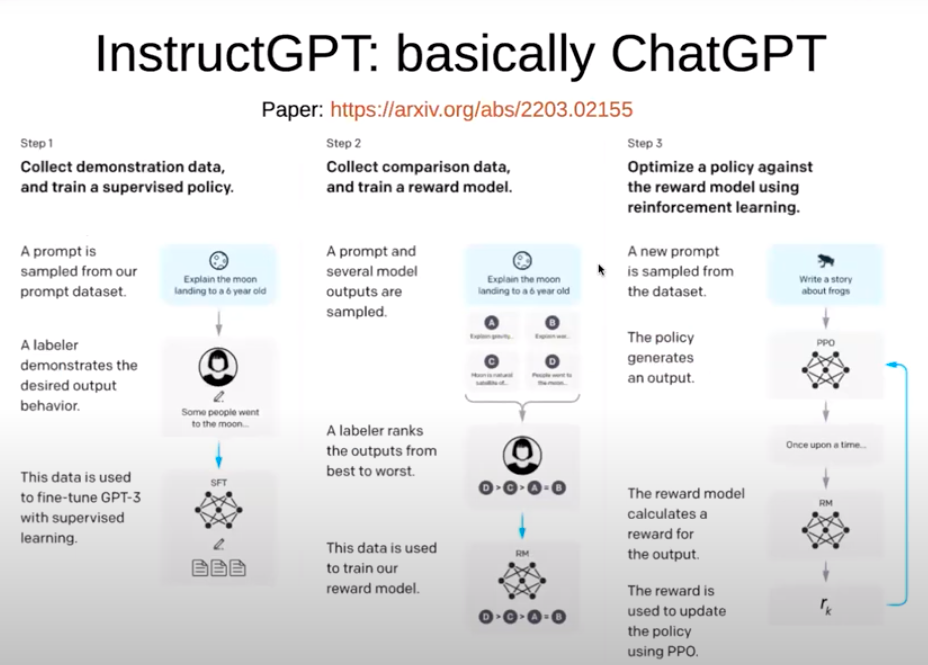 InstructGPT: basically ChatGPT
Paper: https://arxiv.org/abs/2203.02155
Step 1
Collect demonstration data,
and train a supervised policy.
A prompt is
sampled from our
prompt dataset.
Explain the moon
landing to a 6 year old
A labeler
demonstrates the
desired output
behavior.
Some people went
to the moon...
This data is used
to fine-tune GPT-3
with supervised
learning.
SFT
Step 2
Collect comparison data,
and train a reward model.
A prompt and
several model
outputs are
sampled.
Explain the moon
landing to a 6 year old
A
Explain gravity...
B
Explain war...
C
Moon is natural
satellite of...
D
People went to
the moon...
A labeler ranks
the outputs from
best to worst.
D > C > A = B
This data is used
to train our
reward model.
RM
D > C > A = B
Step 3
Optimize a policy against
the reward model using
reinforcement learning.
A new prompt
is sampled from
the dataset.
Write a story
about frogs
The policy
generates
an output.
PPO
Once upon a time...
The reward model
calculates a
reward for
the output.
RM
The reward is
used to update
the policy
using PPO.
rk